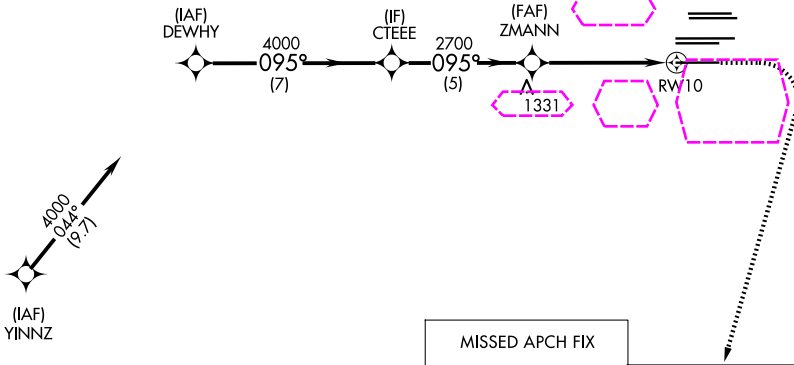 (IAF)
DEWHY
4000
095°
(7)
(IF)
CTEEE
2700
095°
(5)
(FAF)
ZMANN
1331
RW10
4000
044°
(9.7)
(IAF)
YINNZ
MISSED APCH FIX